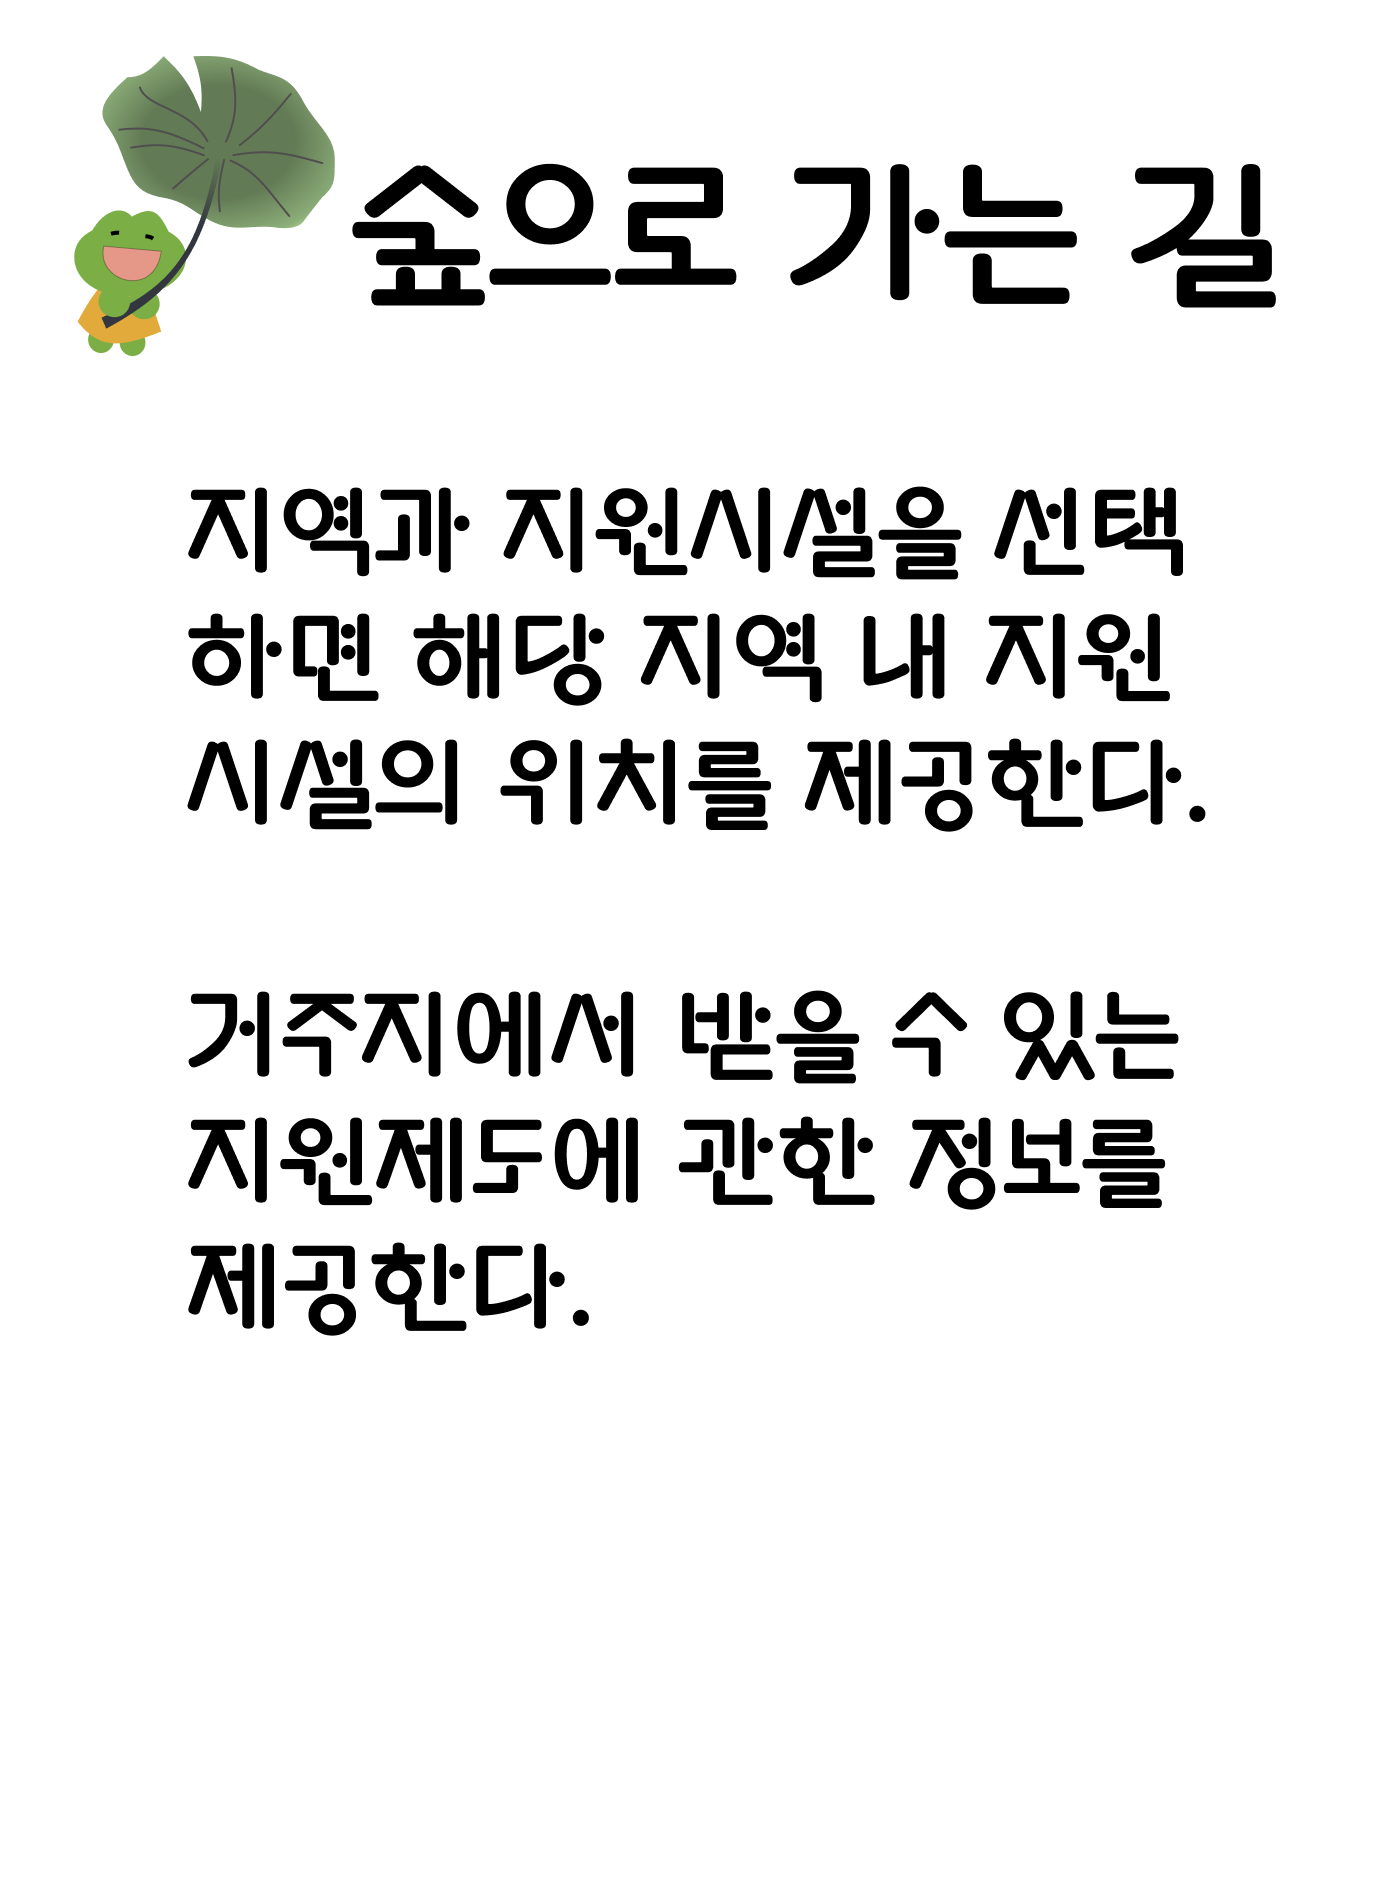 숲으로 가는 길
지역과 지원시설을 선택
하면 해당 지역 내 지원
시설의 위치를 제공한다.
거주지에서 받을 수 있는
지원제도에 관한 정보를
제공한다.